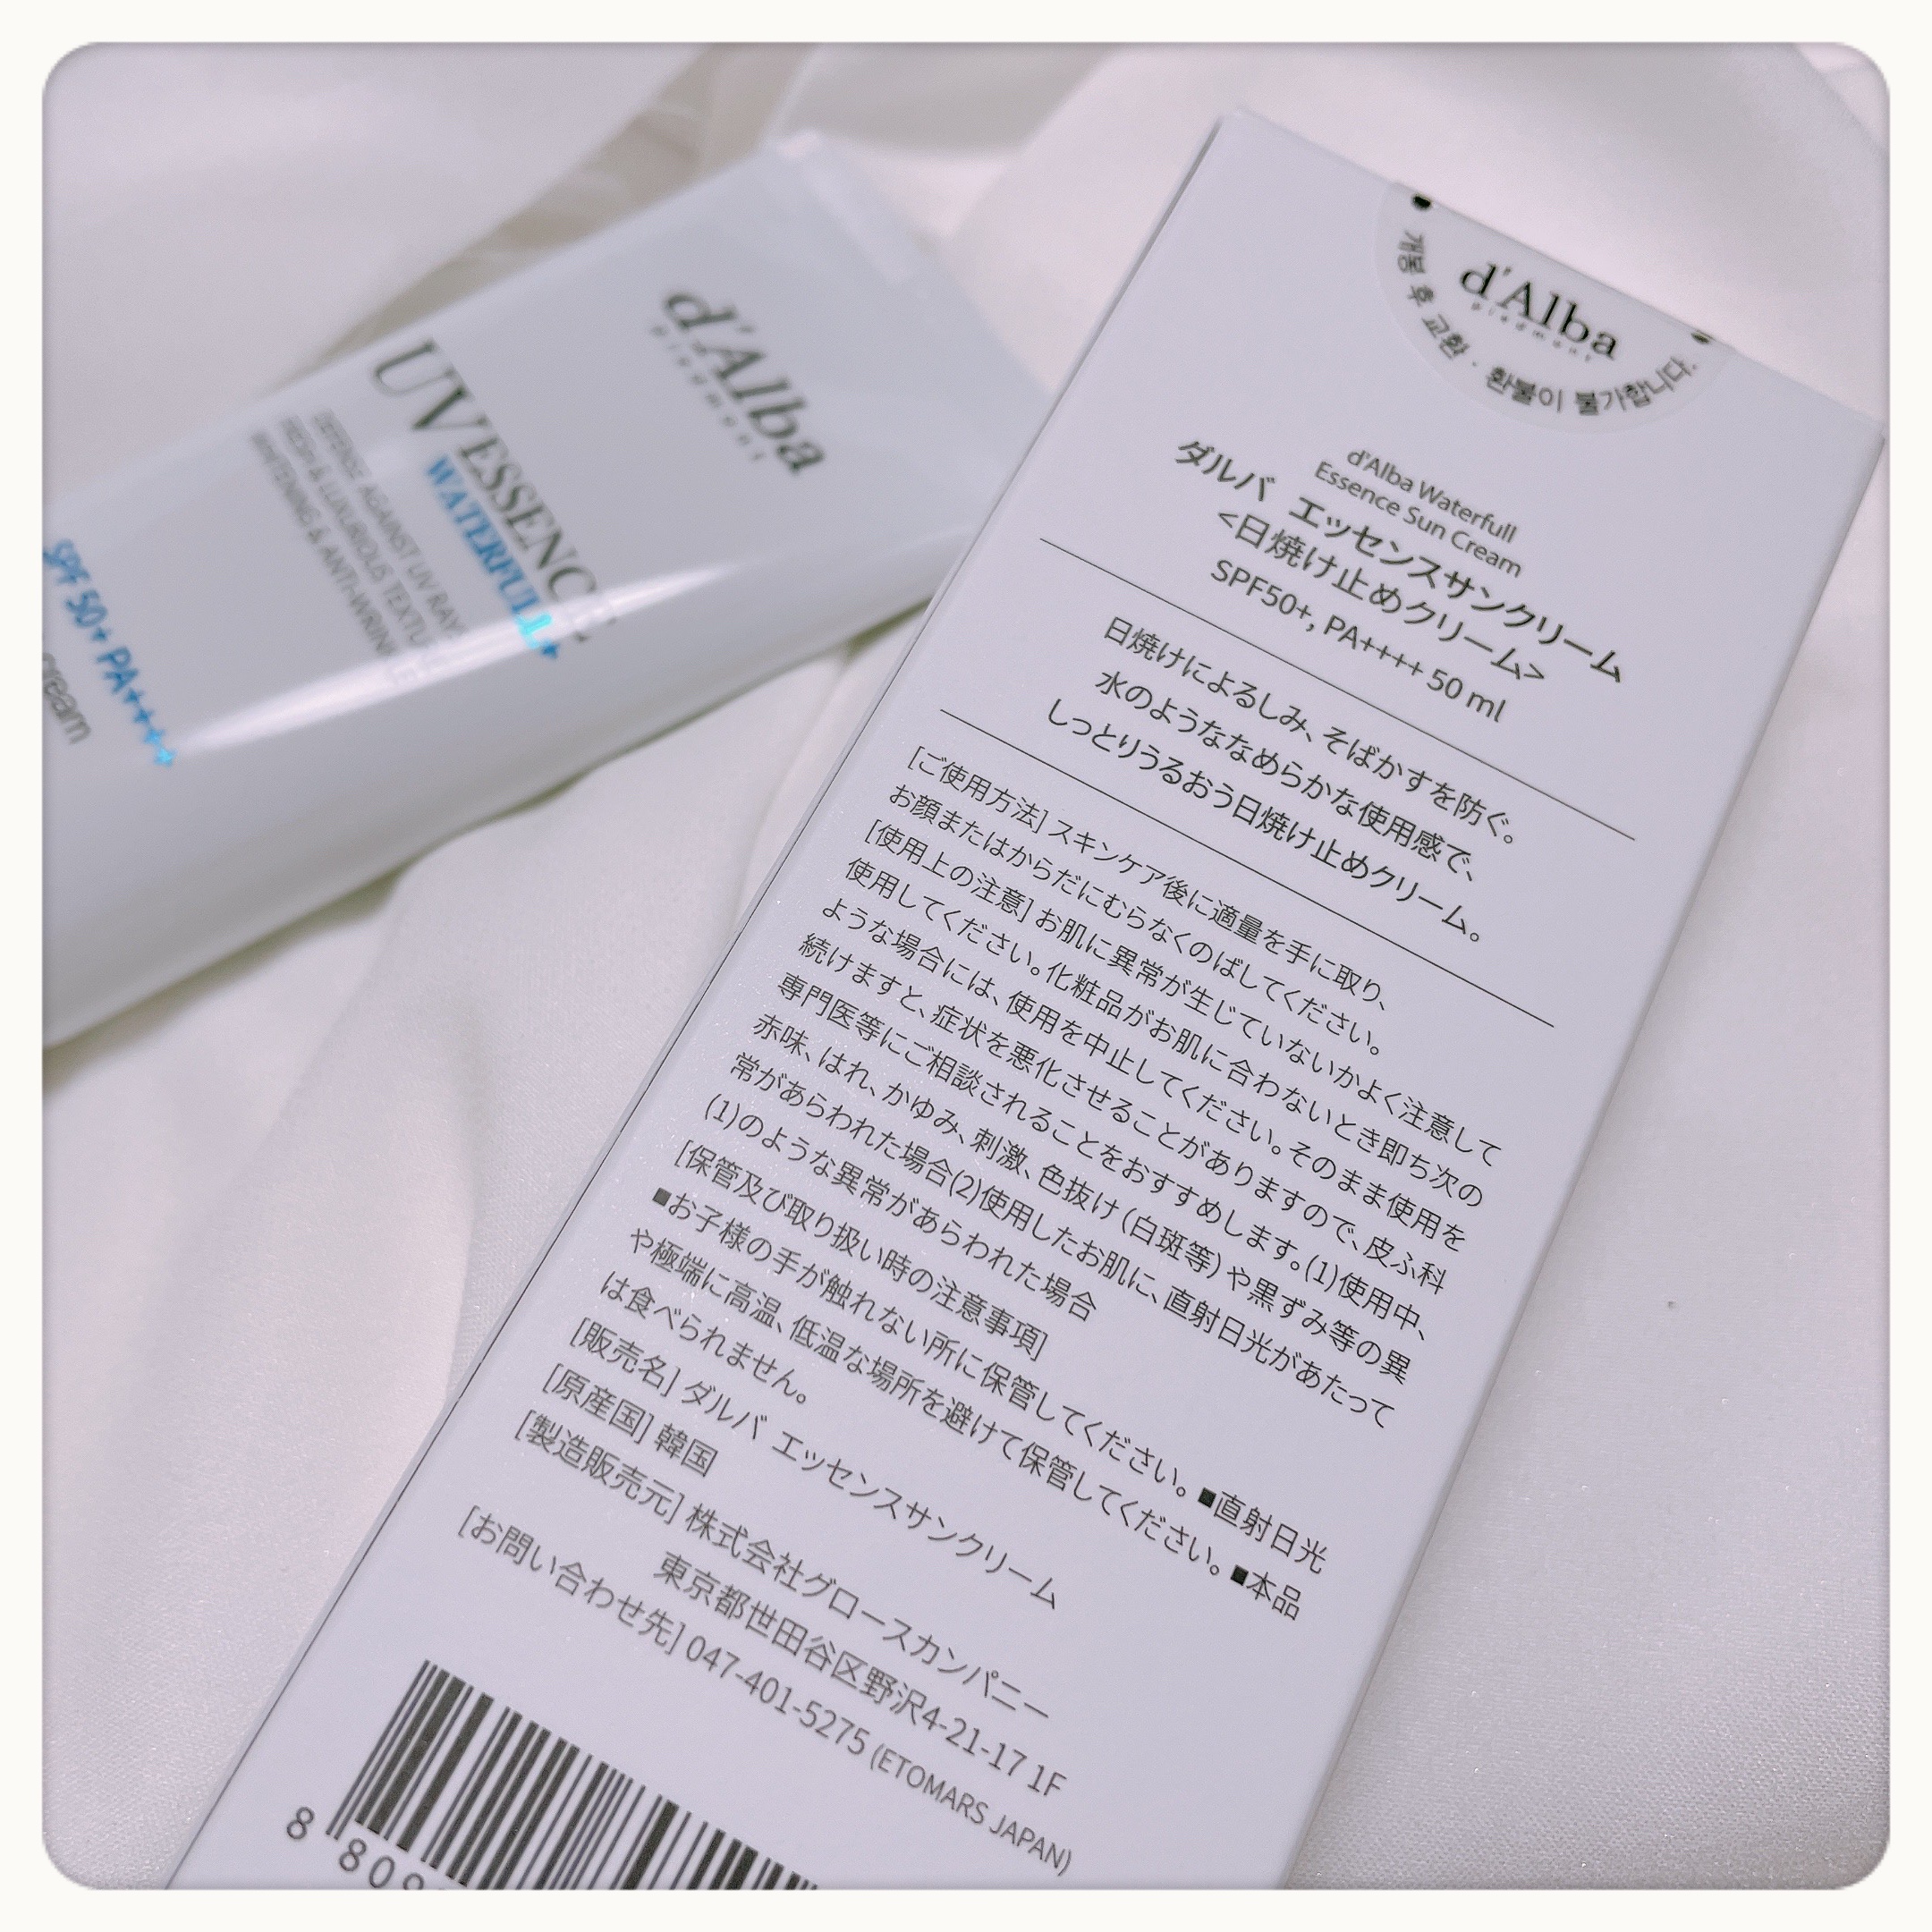 d'Alba
piedmont
UV ESSENCE
WATERFULL+
DEFENSE AGAINST UV RAYS
FRESH & LUXURIOUS TEXTU
WHITENING & ANTI-WRINK
SPF 50+ PA++++
cream
d'Alba
piedmont
개봉 후 교환 · 환불이 불가합니다.
d'Alba Waterfull
Essence Sun Cream
ダルバ エッセンスサンクリーム
<日焼け止めクリーム>
SPF50+, PA++++ 50 ml
日焼けによるしみ、そばかすを防ぐ。
水のようななめらかな使用感で、
しっとりうるおう日焼け止めクリーム。
[ご使用方法] スキンケア後に適量を手に取り、
お顔またはからだにむらなくのばしてください。
[使用上の注意] お肌に異常が生じていないかよく注意して
使用してください。化粧品がお肌に合わないとき即ち次の
ような場合には、使用を中止してください。そのまま使用を
続けますと、症状を悪化させることがありますので、皮ふ科
専門医等にご相談されることをおすすめします。(1)使用中、
赤味、はれ、かゆみ、刺激、色抜け (白斑等) や黒ずみ等の異
常があらわれた場合(2)使用したお肌に、直射日光があたって
(1)のような異常があらわれた場合
[保管及び取り扱い時の注意事項]
■お子様の手が触れない所に保管してください。■直射日光
や極端に高温、低温な場所を避けて保管してください。■本品
は食べられません。
[販売名] ダルバ エッセンスサンクリーム
[原産国] 韓国
[製造販売元] 株式会社グロースカンパニー
東京都世田谷区野沢4-21-17 1F
[お問い合わせ先] 047-401-5275 (ETOMARS JAPAN)
8 809